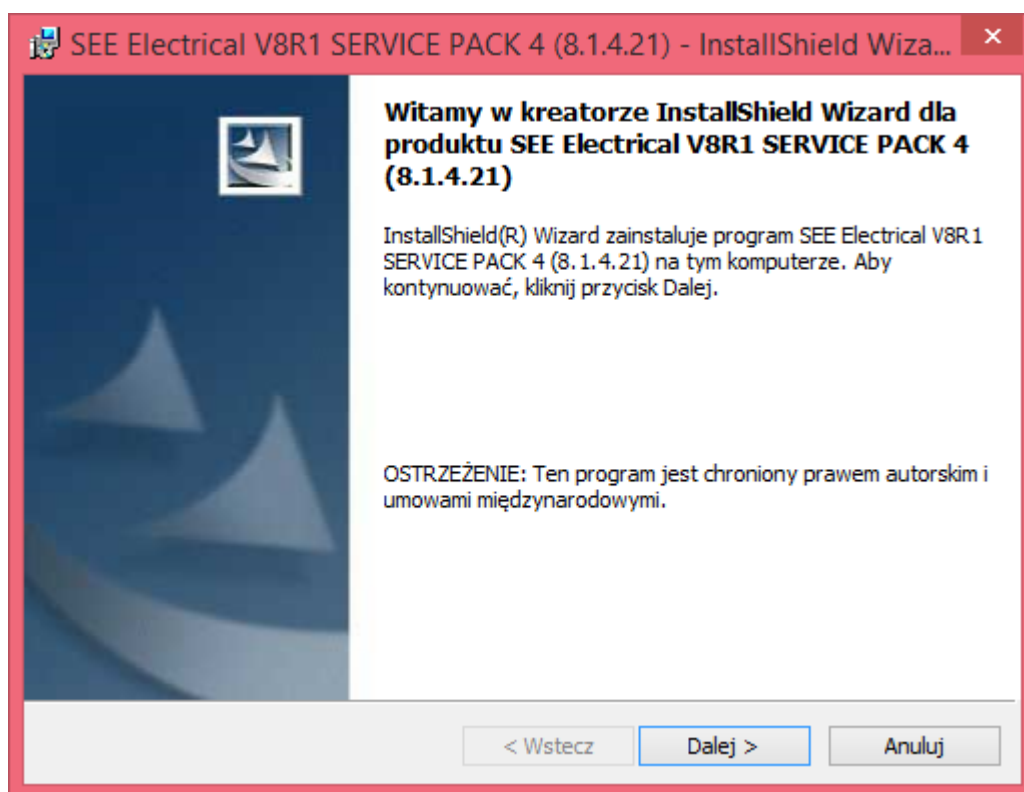 SEE Electrical V8R1 SERVICE PACK 4 (8.1.4.21) - InstallShield Wiza...
Witamy w kreatorze InstallShield Wizard dla
produktu SEE Electrical V8R1 SERVICE PACK 4
(8.1.4.21)
InstallShield(R) Wizard zainstaluje program SEE Electrical V8R1
SERVICE PACK 4 (8.1.4.21) na tym komputerze. Aby
kontynuować, kliknij przycisk Dalej.
OSTRZEŻENIE: Ten program jest chroniony prawem autorskim i
umowami międzynarodowymi.
< Wstecz
Dalej >
Anuluj